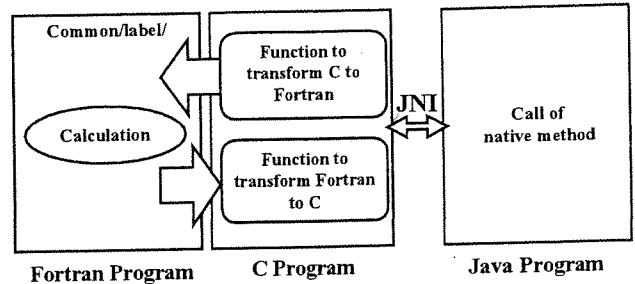 Common/label/
Function to
transform C to
Fortran
Calculation
Function to
transform Fortran
to C
JNI
Call of
native method
Fortran Program
C Program
Java Program